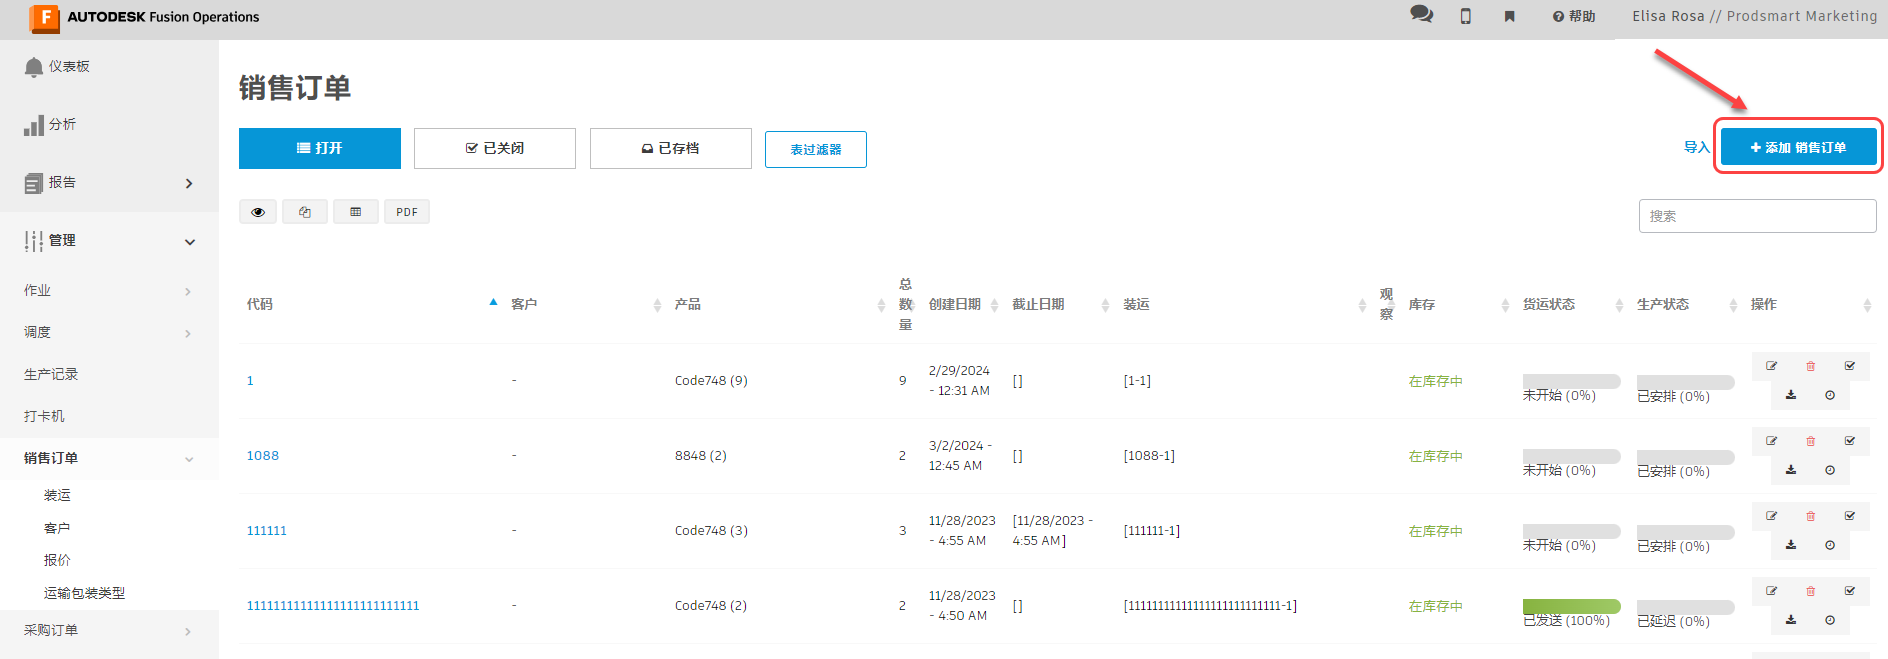 AUTODESK Fusion Operations
帮助
Elisa Rosa // Prodsmart Marketing
仪表板
分析
报告
管理
作业
调度
生产记录
打卡机
销售订单
装运
客户
报价
运输包装类型
采购订单
销售订单
打开
已关闭
已存档
表过滤器
导入
添加 销售订单
PDF
搜索
代码
客户
产品
总
数
量
创建日期
截止日期
装运
观
察
库存
货运状态
生产状态
操作
1
-
Code748 (9)
9
2/29/2024
- 12:31 AM
[]
[1-1]
在库存中
未开始 (0%)
已安排 (0%)
1088
-
8848 (2)
2
3/2/2024 -
12:45 AM
[]
[1088-1]
在库存中
未开始 (0%)
已安排 (0%)
111111
-
Code748 (3)
3
11/28/2023
- 4:55 AM
[11/28/2023 -
4:55 AM]
[111111-1]
在库存中
未开始 (0%)
已安排 (0%)
-
Code748 (2)
2
11/28/2023
- 4:50 AM
[]
在库存中
已发送 (100%)
已延迟 (0%)